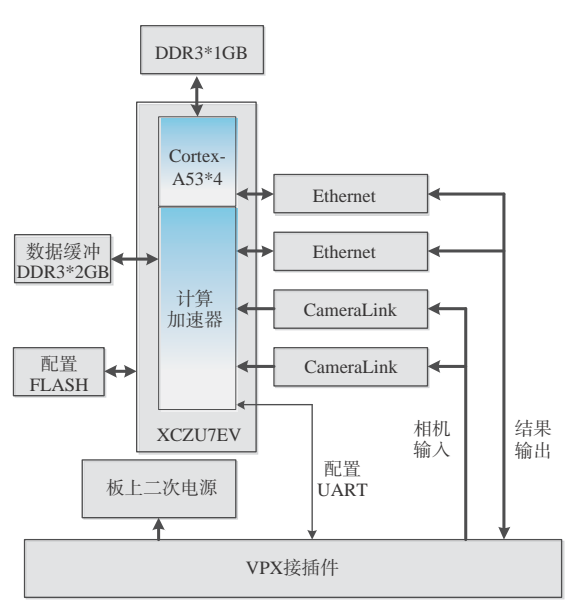 DDR3*1GB
Cortex-
A53*4
Ethernet
数据缓冲
DDR3*2GB
Ethernet
计算
加速器
CameraLink
配置
FLASH
CameraLink
XCZU7EV
相机
输入
结果
输出
配置
UART
板上二次电源
VPX接插件